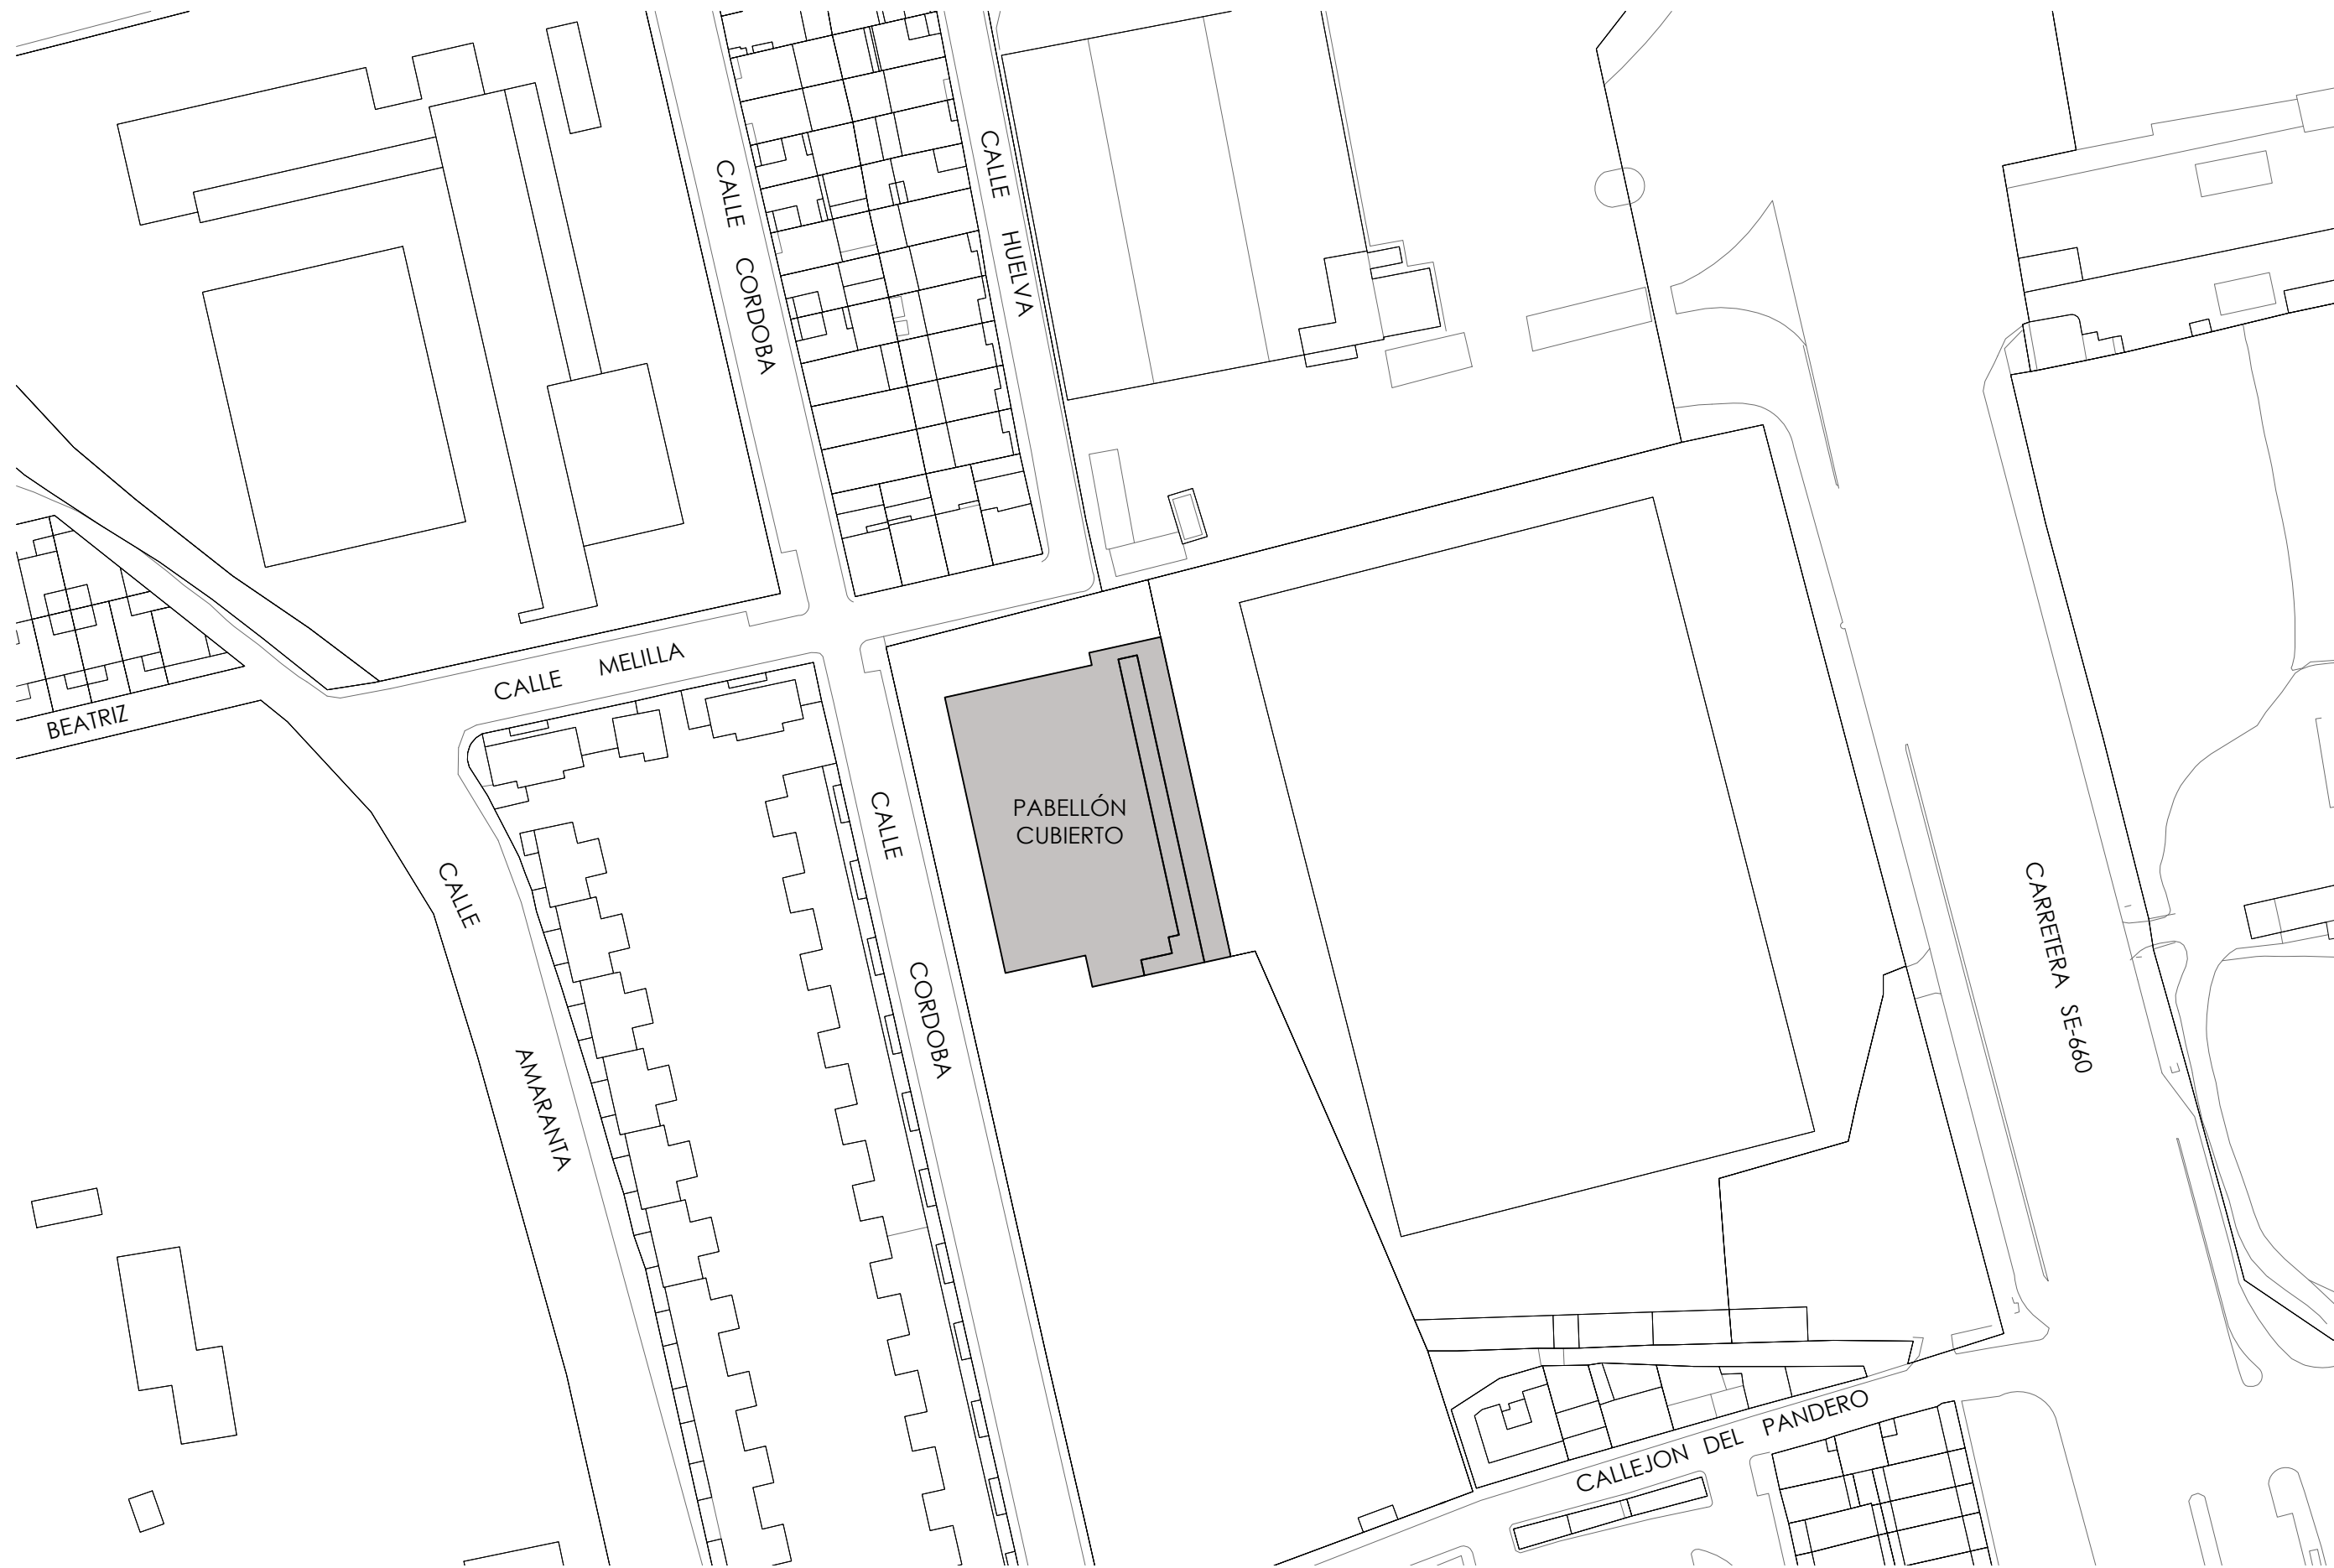 CALLE CORDOBA
CALLE HUELVA
CALLE MELILLA
BEATRIZ
PABELLÓN
CUBIERTO
CALLE CORDOBA
CALLE AMARANTA
CARRETERA SE-660
CALLEJON DEL PANDERO